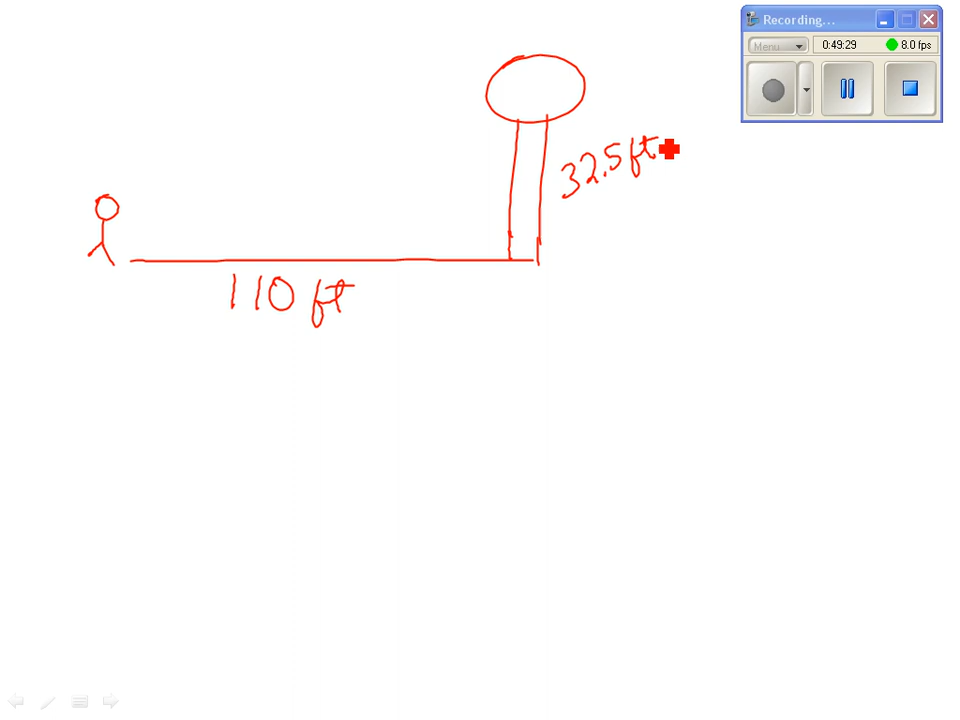 Recording...
Menu
0:49:29
8.0 fps
32.5 ft
110 ft